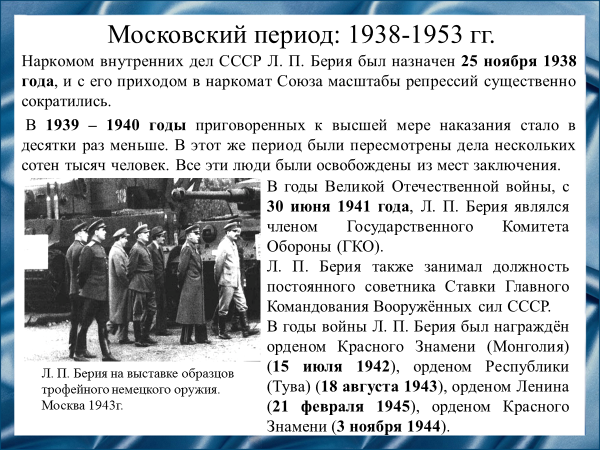 Московский период: 1938-1953 гг.
Наркомом внутренних дел СССР Л. П. Берия был назначен 25 ноября 1938
года, и с его приходом в наркомат Союза масштабы репрессий существенно
сократились.
В 1939 – 1940 годы приговоренных к высшей мере наказания стало в
десятки раз меньше. В этот же период были пересмотрены дела нескольких
сотен тысяч человек. Все эти люди были освобождены из мест заключения.
В годы Великой Отечественной войны, с
30 июня 1941 года, Л. П. Берия являлся
членом Государственного Комитета
Обороны (ГКО).
Л. П. Берия также занимал должность
постоянного советника Ставки Главного
Командования Вооружённых сил СССР.
В годы войны Л. П. Берия был награждён
орденом Красного Знамени (Монголия)
(15 июля 1942), орденом Республики
(Тува) (18 августа 1943), орденом Ленина
(21 февраля 1945), орденом Красного
Знамени (3 ноября 1944).
Л. П. Берия на выставке образцов
трофейного немецкого оружия.
Москва 1943г.